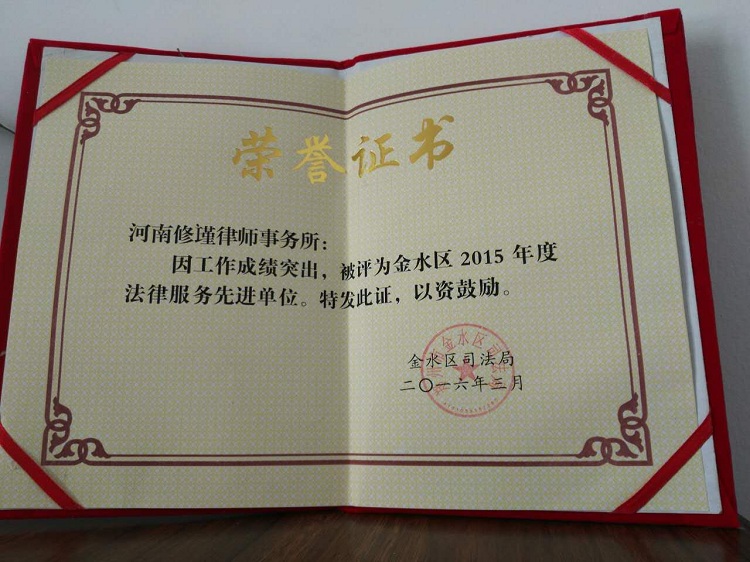 荣誉证书
河南修瑾律师事务所：
因工作成绩突出，被评为金水区 2015 年度
法律服务先进单位。特发此证，以资鼓励。
金水区司法局
二〇一六年三月